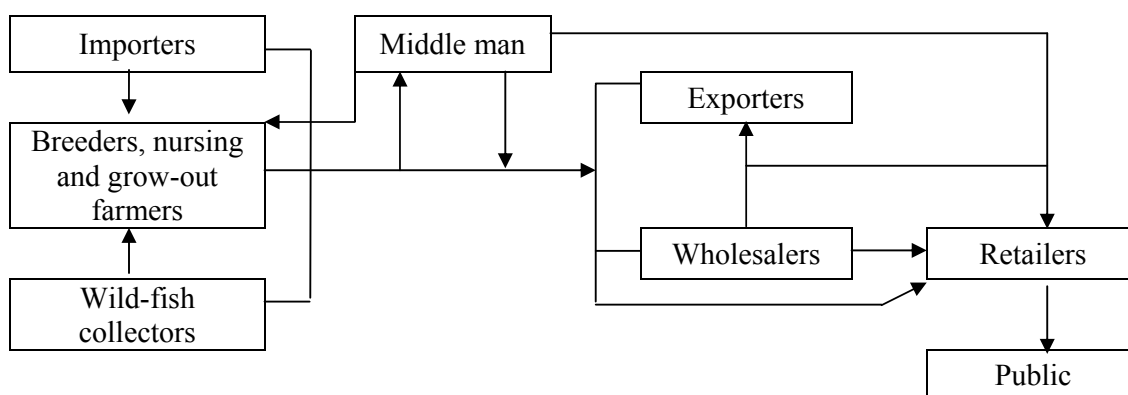 Importers
Middle man
Exporters
Breeders, nursing
and grow-out
farmers
Wholesalers
Retailers
Wild-fish
collectors
Public